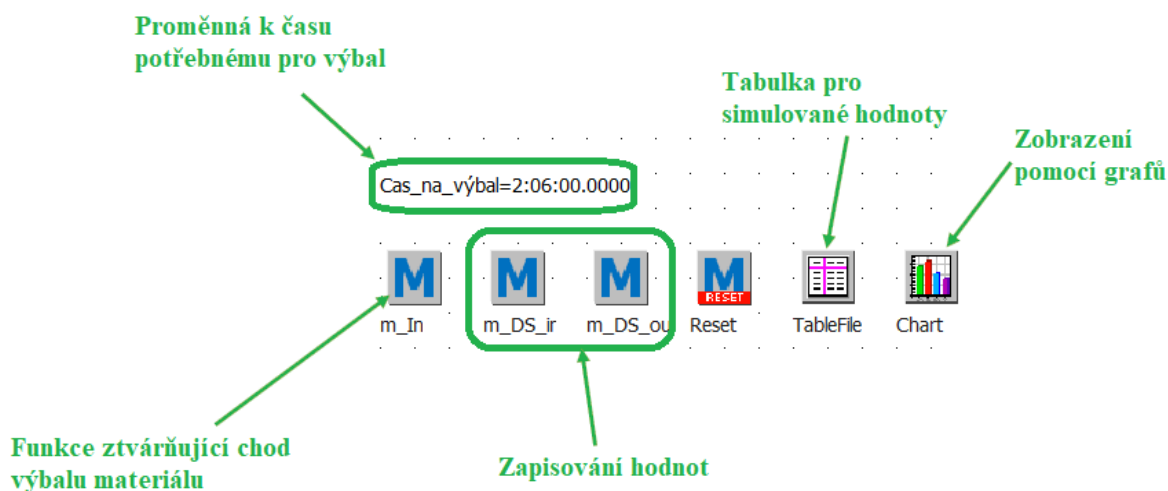 Proměnná k času
potřebnému pro výbal
Tabulka pro
simulované hodnoty
Zobrazení
pomocí grafů
Cas_na_výbal=2:06:00.0000
M
M
M
M
RESET
m_In
m_DS_ir
m_DS_ou
Reset
TableFile
Chart
Funkce ztvárňující chod
výbalu materiálu
Zapisování hodnot